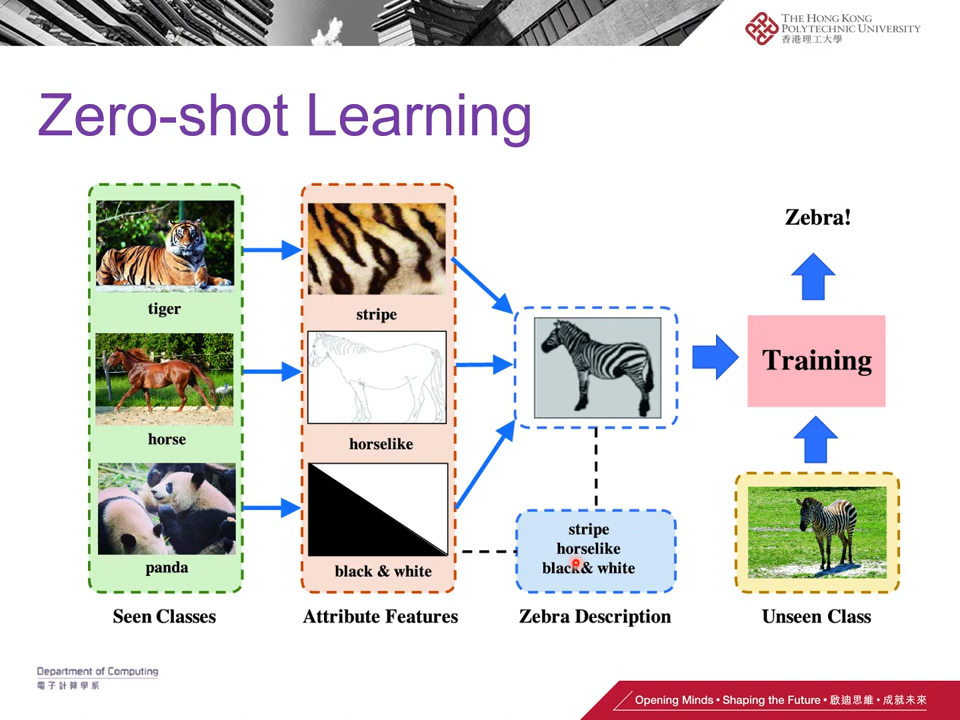 THE HONG KONG
POLYTECHNIC UNIVERSITY
香港理工大學
Zero-shot Learning
tiger
horse
panda
Seen Classes
stripe
horselike
black & white
Attribute Features
stripe
horselike
black& white
Zebra Description
Zebra!
Training
Unseen Class
Department of Computing
電子計算學系
Opening Minds • Shaping the Future • 啟迪思維 • 成就未來